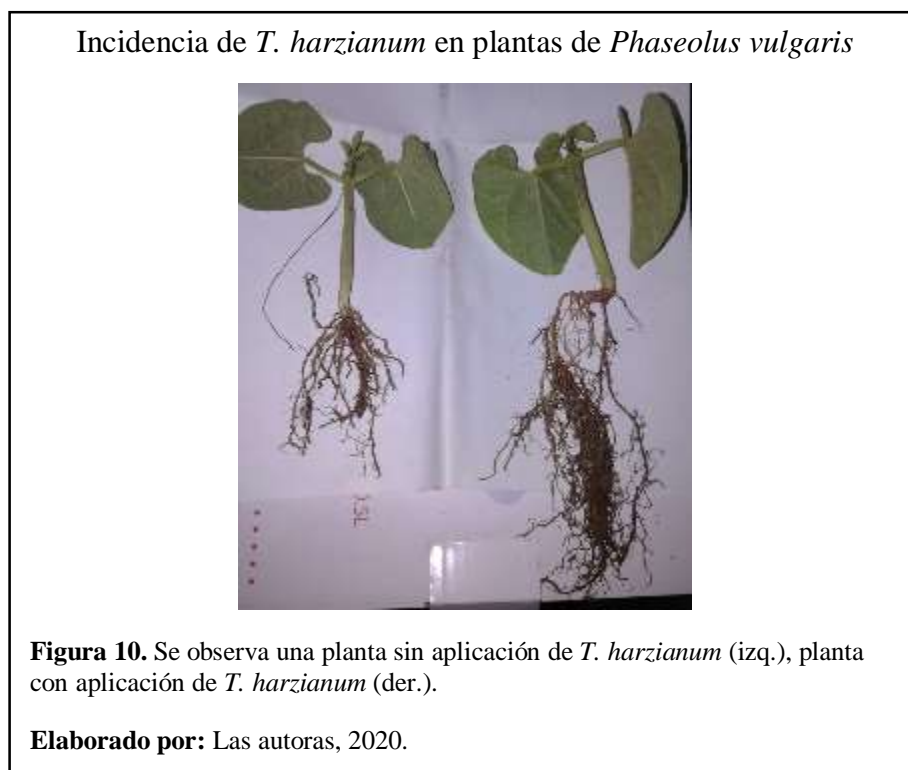 Incidencia de T. harzianum en plantas de Phaseolus vulgaris
Figura 10. Se observa una planta sin aplicación de T. harzianum (izq.), planta
con aplicación de T. harzianum (der.).
Elaborado por: Las autoras, 2020.